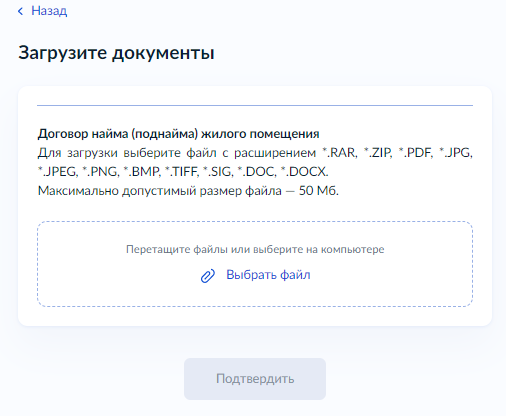 Назад
Загрузите документы
Договор найма (поднайма) жилого помещения
Для загрузки выберите файл с расширением *.RAR, *.ZIP, *.PDF, *.JPG,
*.JPEG, *.PNG, *.BMP, *.TIFF, *.SIG, *.DOC, *.DOCX.
Максимально допустимый размер файла — 50 Мб.
Перетащите файлы или выберите на компьютере
Выбрать файл
Подтвердить